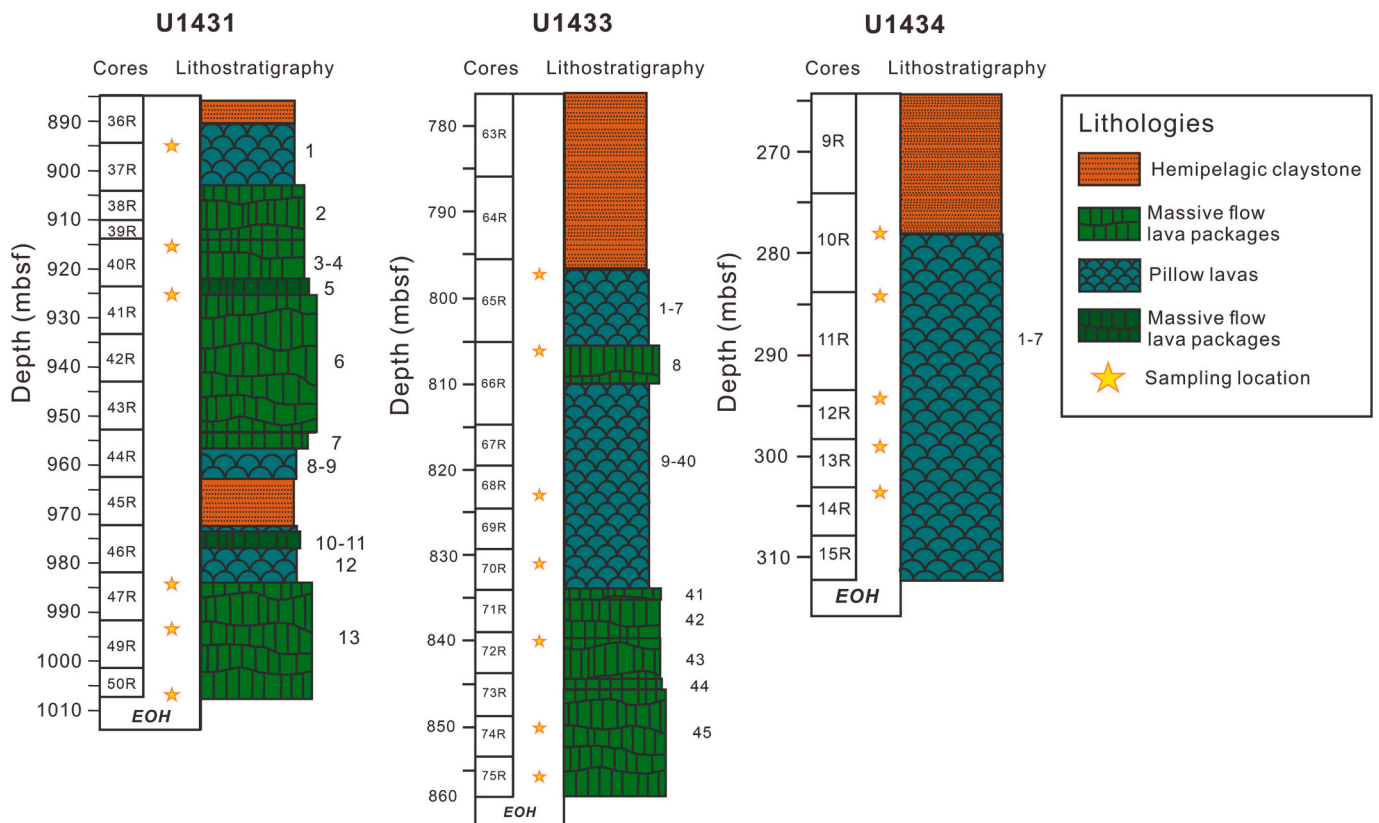 U1431
Cores
Lithostratigraphy
Depth (mbsf)
890
900
910
920
930
940
950
960
970
980
990
1000
1010
36R
37R
38R
39R
40R
41R
42R
43R
44R
45R
46R
47R
49R
50R
EOH
1
2
3-4
5
6
7
8-9
10-11
12
13
U1433
Cores
Lithostratigraphy
Depth (mbsf)
780
790
800
810
820
830
840
850
860
63R
64R
65R
66R
67R
68R
69R
70R
71R
72R
73R
74R
75R
EOH
1-7
8
9-40
41
42
43
44
45
U1434
Cores
Lithostratigraphy
Depth (mbsf)
270
280
290
300
310
9R
10R
11R
12R
13R
14R
15R
EOH
1-7
Lithologies
Hemipelagic claystone
Massive flow
lava packages
Pillow lavas
Massive flow
lava packages
Sampling location